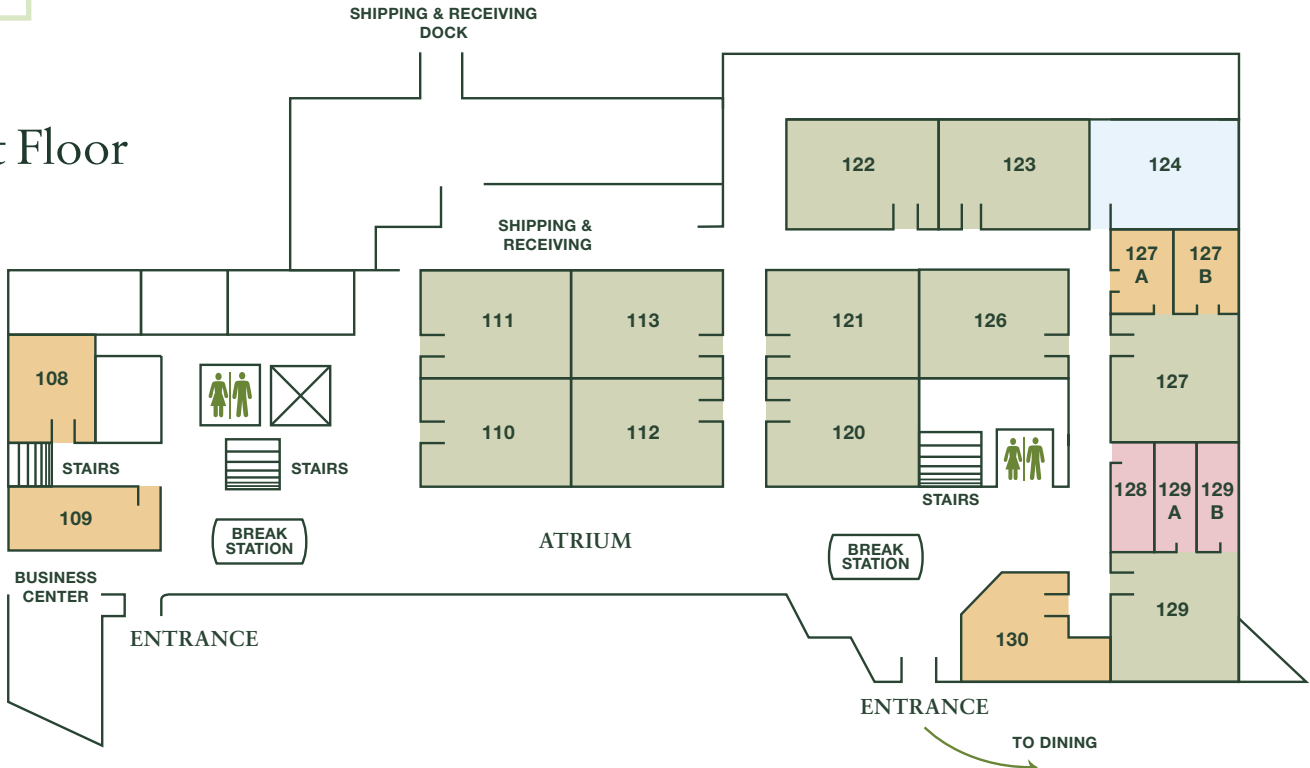 SHIPPING & RECEIVING
DOCK
Floor
122
123
124
SHIPPING &
RECEIVING
127
A
127
B
111
113
121
126
108
127
110
112
120
STAIRS
STAIRS
128
129
A
129
B
STAIRS
109
BREAK
STATION
ATRIUM
BREAK
STATION
BUSINESS
CENTER
129
ENTRANCE
130
ENTRANCE
TO DINING